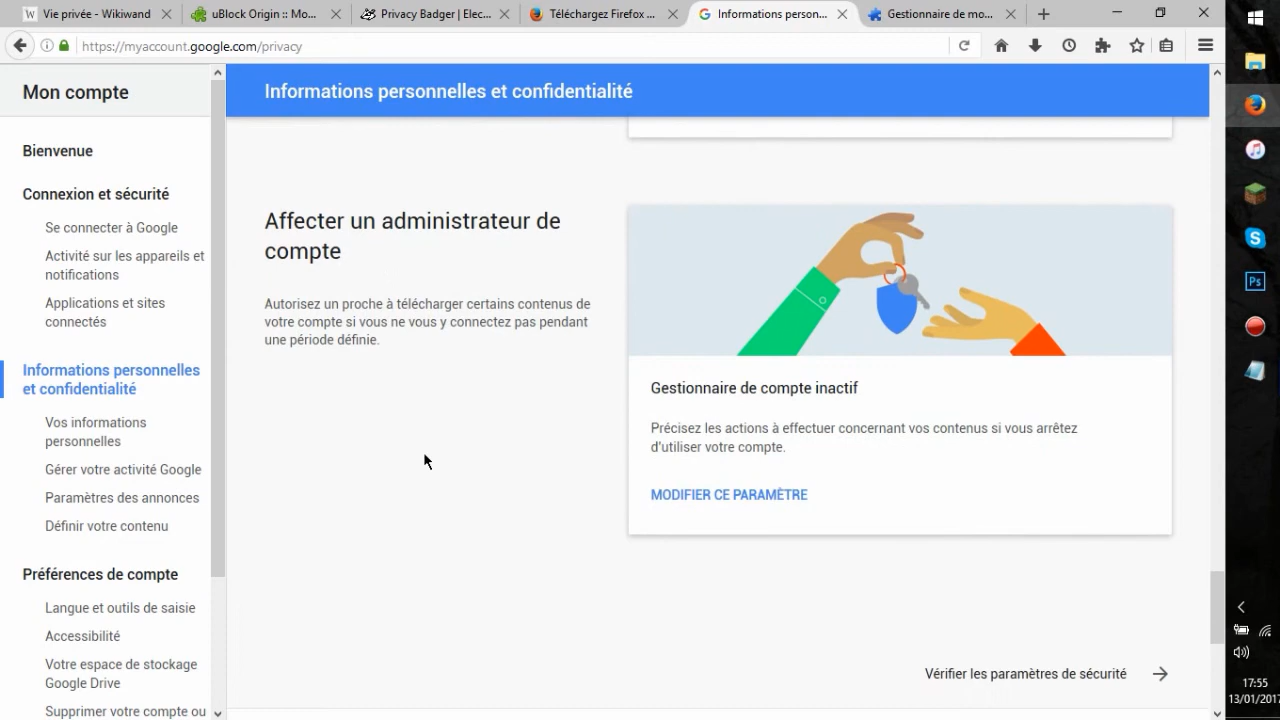 Vie privée - Wikiwand
uBlock Origin :: Mo...
Privacy Badger | Elec...
Téléchargez Firefox ...
Informations person...
Gestionnaire de mo...
https://myaccount.google.com/privacy
Mon compte
Bienvenue
Connexion et sécurité
Se connecter à Google
Activité sur les appareils et
notifications
Applications et sites
connectés
Informations personnelles
et confidentialité
Vos informations
personnelles
Gérer votre activité Google
Paramètres des annonces
Définir votre contenu
Préférences de compte
Langue et outils de saisie
Accessibilité
Votre espace de stockage
Google Drive
Supprimer votre compte ou
Informations personnelles et confidentialité
Affecter un administrateur de
compte
Autorisez un proche à télécharger certains contenus de
votre compte si vous ne vous y connectez pas pendant
une période définie.
Gestionnaire de compte inactif
Précisez les actions à effectuer concernant vos contenus si vous arrêtez
d'utiliser votre compte.
MODIFIER CE PARAMÈTRE
Vérifier les paramètres de sécurité
Ps
17:55
13/01/2017